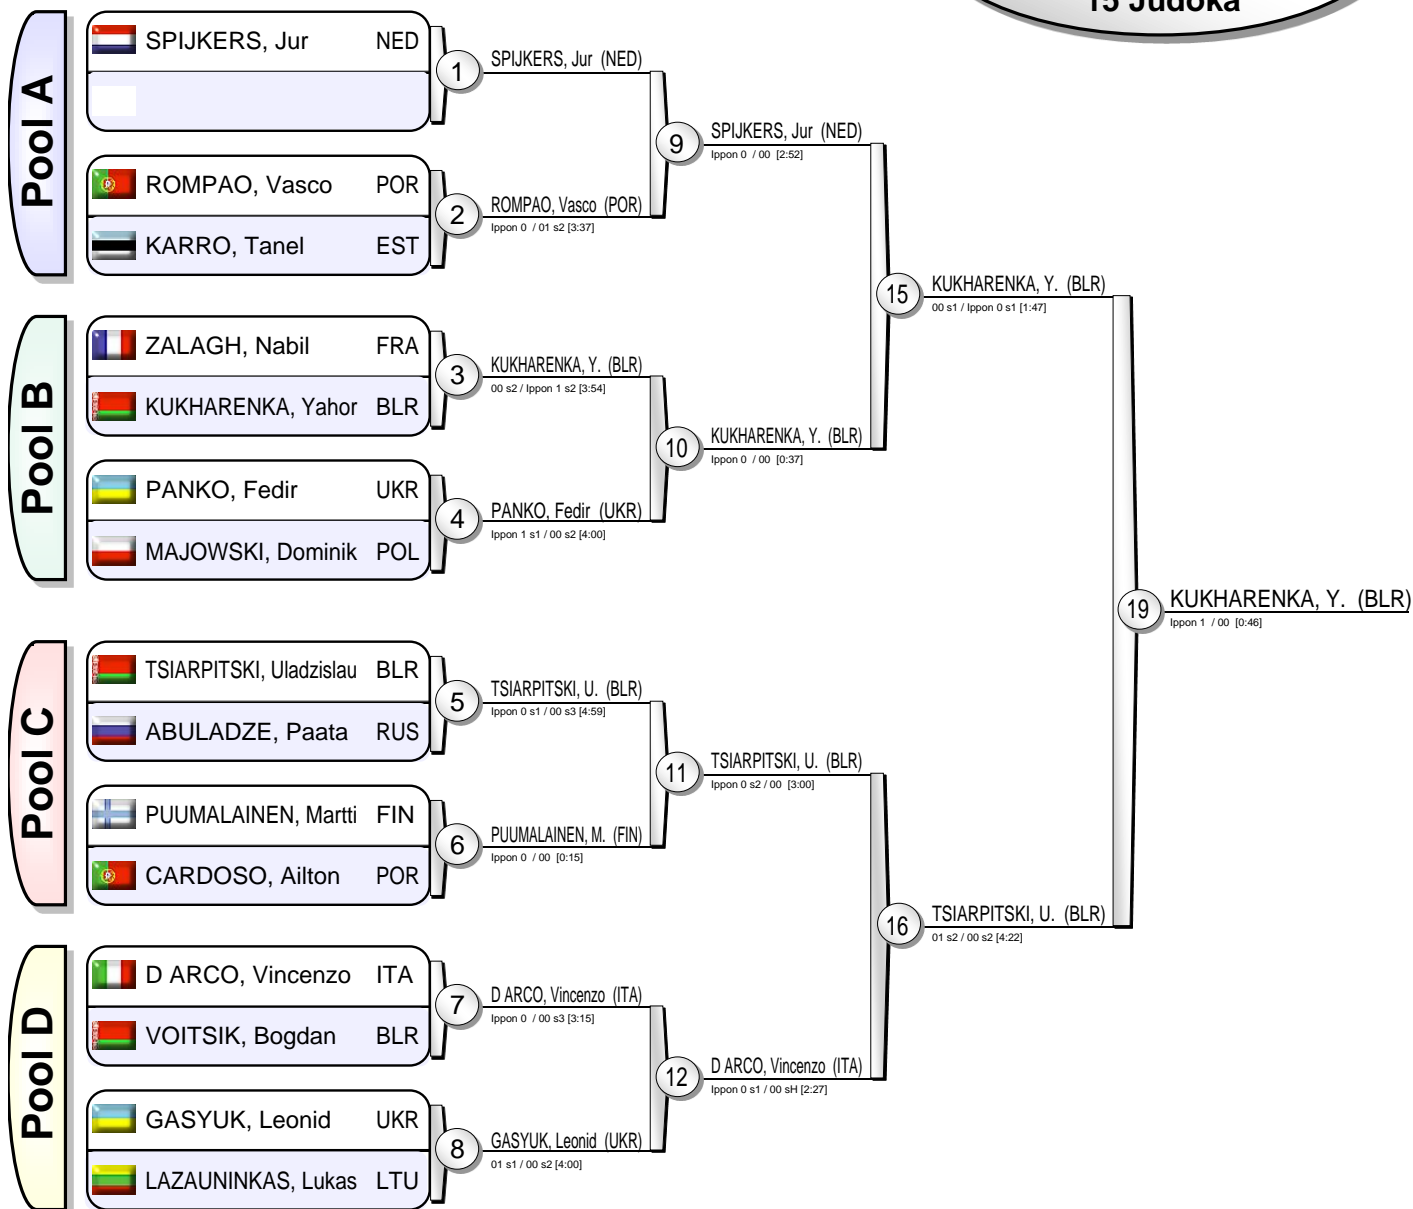 15 Judoka
Pool A
SPIJKERS, Jur NED
ROMPAO, Vasco POR
KARRO, Tanel EST
Pool B
ZALAGH, Nabil FRA
KUKHARENKA, Yahor BLR
PANKO, Fedir UKR
MAJOWSKI, Dominik POL
Pool C
TSIARPITSKI, Uladzislau BLR
ABULADZE, Paata RUS
PUUMALAINEN, Martti FIN
CARDOSO, Ailton POR
Pool D
D ARCO, Vincenzo ITA
VOITSIK, Bogdan BLR
GASYUK, Leonid UKR
LAZAUNINKAS, Lukas LTU
1
SPIJKERS, Jur (NED)
2
ROMPAO, Vasco (POR)
Ippon 0 / 01 s2 [3:37]
3
KUKHARENKA, Y. (BLR)
00 s2 / Ippon 1 s2 [3:54]
4
PANKO, Fedir (UKR)
Ippon 1 s1 / 00 s2 [4:00]
5
TSIARPITSKI, U. (BLR)
Ippon 0 s1 / 00 s3 [4:59]
6
PUUMALAINEN, M. (FIN)
Ippon 0 / 00 [0:15]
7
D ARCO, Vincenzo (ITA)
Ippon 0 / 00 s3 [3:15]
8
GASYUK, Leonid (UKR)
01 s1 / 00 s2 [4:00]
9
SPIJKERS, Jur (NED)
Ippon 0 / 00 [2:52]
10
KUKHARENKA, Y. (BLR)
Ippon 0 / 00 [0:37]
11
TSIARPITSKI, U. (BLR)
Ippon 0 s2 / 00 [3:00]
12
D ARCO, Vincenzo (ITA)
Ippon 0 s1 / 00 sH [2:27]
15
KUKHARENKA, Y. (BLR)
00 s1 / Ippon 0 s1 [1:47]
16
TSIARPITSKI, U. (BLR)
01 s2 / 00 s2 [4:22]
19
KUKHARENKA, Y. (BLR)
Ippon 1 / 00 [0:46]